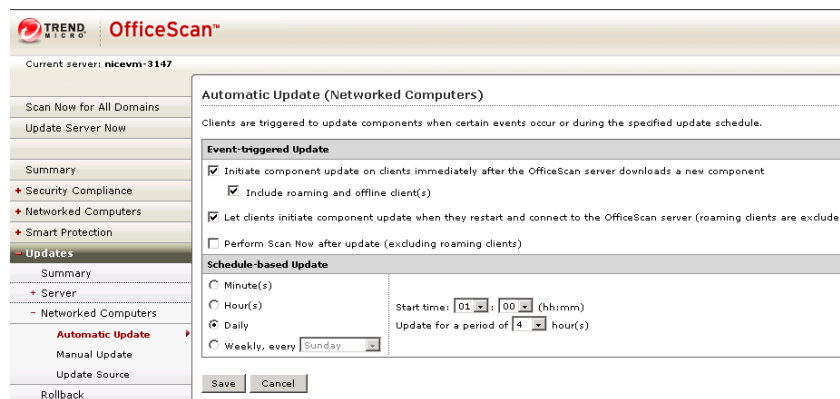 TREND MICRO OfficeScan™
Current server: nicevm-3147
Scan Now for All Domains
Update Server Now
Summary
+ Security Compliance
+ Networked Computers
+ Smart Protection
- Updates
Summary
+ Server
- Networked Computers
Automatic Update
Manual Update
Update Source
Rollback
Automatic Update (Networked Computers)
Clients are triggered to update components when certain events occur or during the specified update schedule.
Event-triggered Update
Initiate component update on clients immediately after the OfficeScan server downloads a new component
Include roaming and offline client(s)
Let clients initiate component update when they restart and connect to the OfficeScan server (roaming clients are exclude
Perform Scan Now after update (excluding roaming clients)
Schedule-based Update
Minute(s)
Hour(s)
Daily
Weekly, every Sunday
Start time: 01 : 00 (hh:mm)
Update for a period of 4 hour(s)
Save Cancel